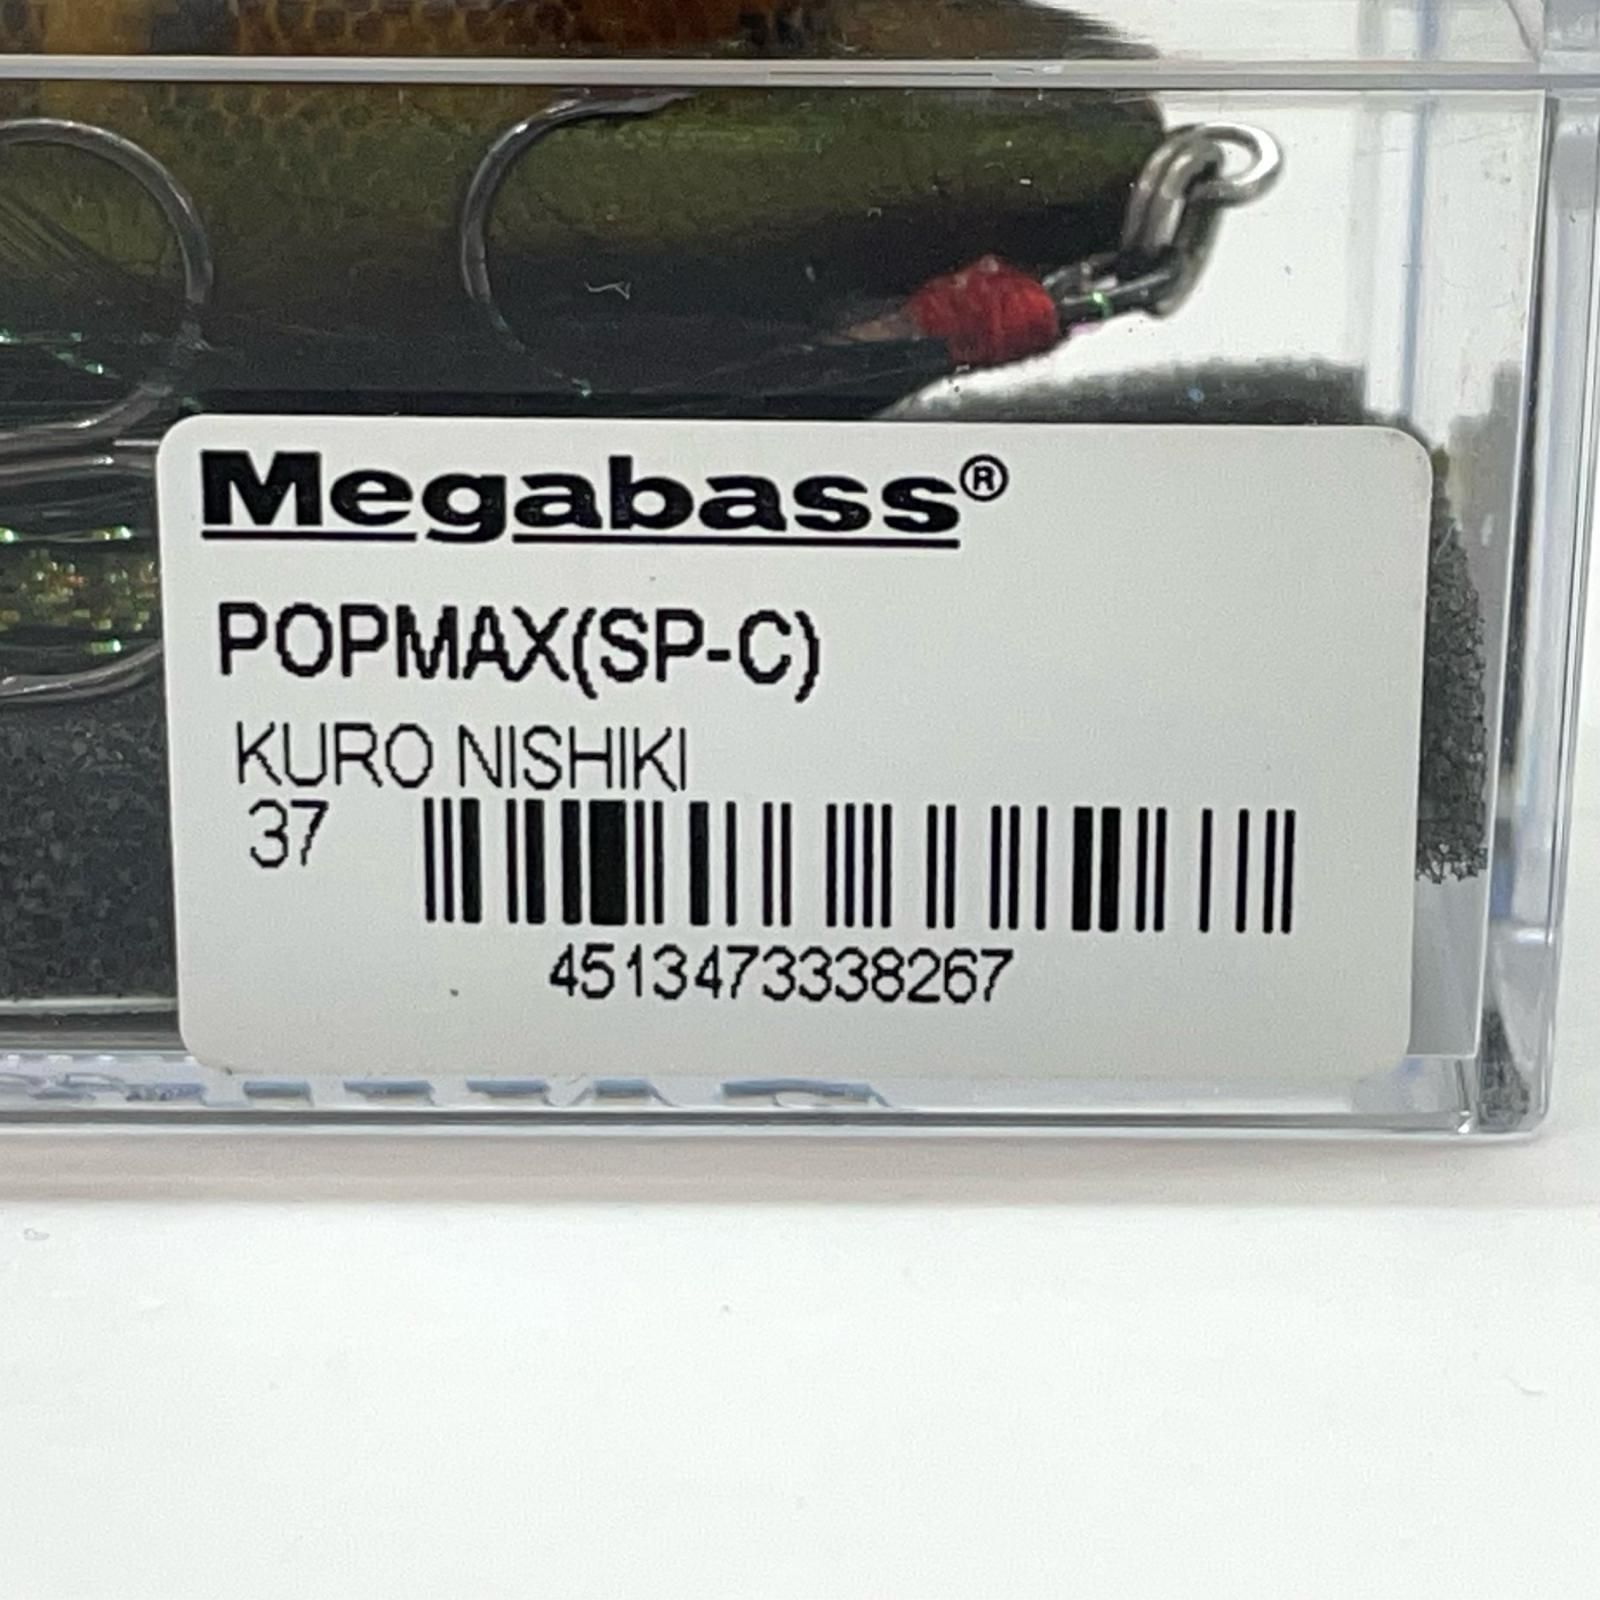 Megabass®
POPMAX(SP-C)
KURO NISHIKI
37
4513473338267